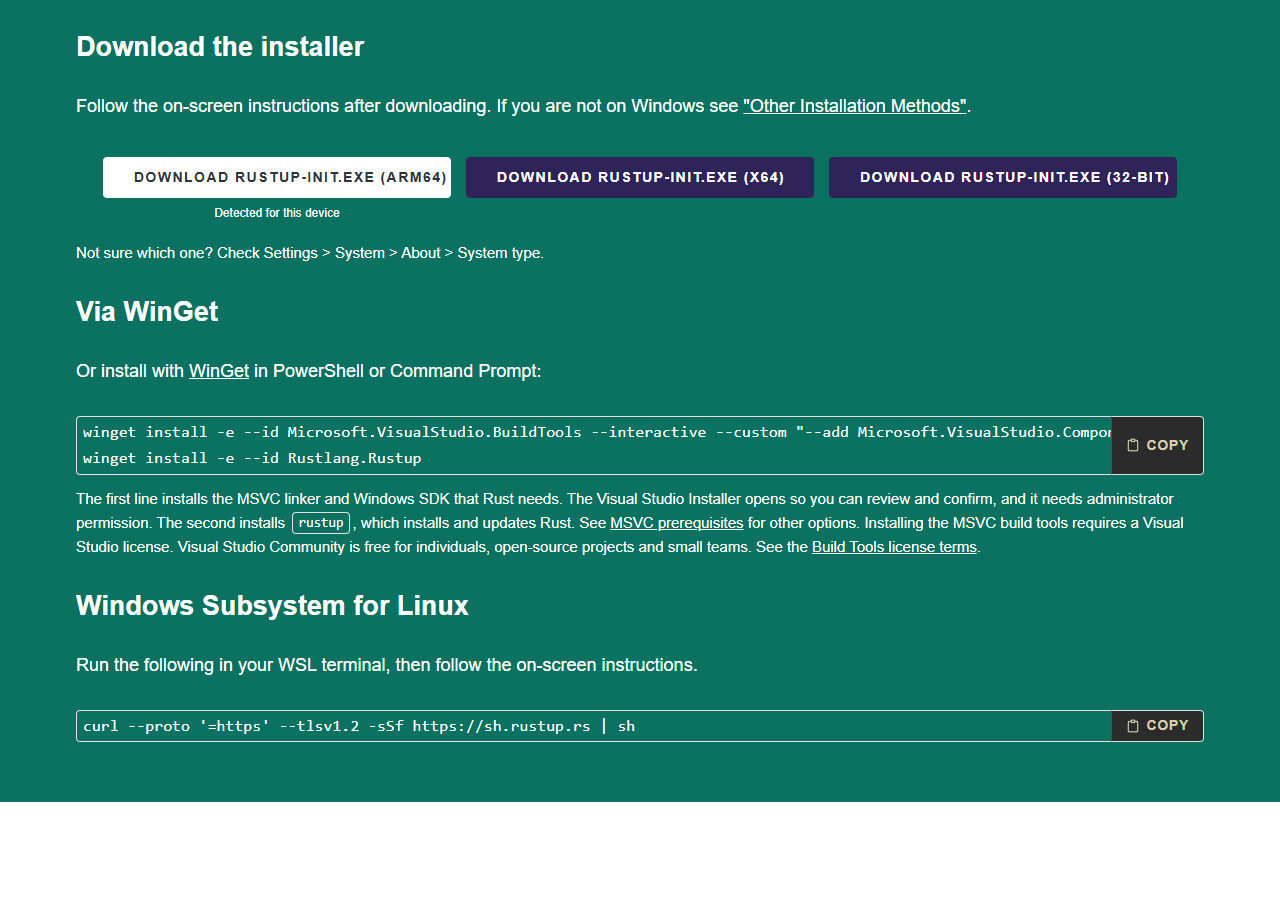 Download the installer
Follow the on-screen instructions after downloading. If you are not on Windows see "Other Installation Methods".
DOWNLOAD RUSTUP-INIT.EXE (ARM64)
DOWNLOAD RUSTUP-INIT.EXE (X64)
DOWNLOAD RUSTUP-INIT.EXE (32-BIT)
Detected for this device
Not sure which one? Check Settings > System > About > System type.
Via WinGet
Or install with WinGet in PowerShell or Command Prompt:
winget install -e --id Microsoft.VisualStudio.BuildTools --interactive --custom "--add Microsoft.VisualStudio.Compor
winget install -e --id Rustlang.Rustup
COPY
The first line installs the MSVC linker and Windows SDK that Rust needs. The Visual Studio Installer opens so you can review and confirm, and it needs administrator
permission. The second installs rustup, which installs and updates Rust. See MSVC prerequisites for other options. Installing the MSVC build tools requires a Visual
Studio license. Visual Studio Community is free for individuals, open-source projects and small teams. See the Build Tools license terms.
Windows Subsystem for Linux
Run the following in your WSL terminal, then follow the on-screen instructions.
curl --proto '=https' --tlsv1.2 -sSf https://sh.rustup.rs | sh
COPY